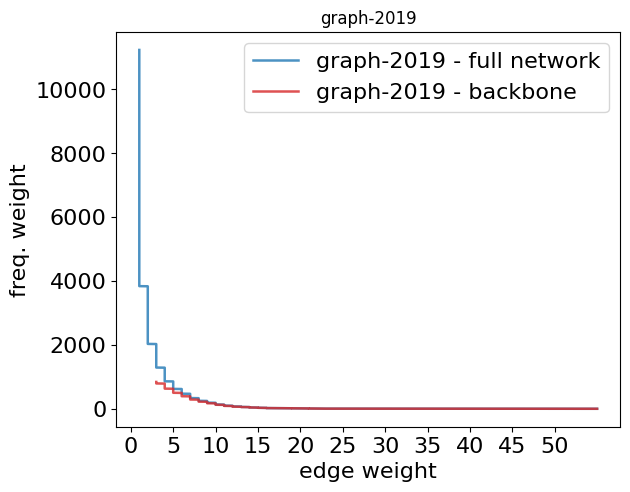 graph-2019
graph-2019 - full network
graph-2019 - backbone
freq. weight
10000
8000
6000
4000
2000
0
0 5 10 15 20 25 30 35 40 45 50
edge weight